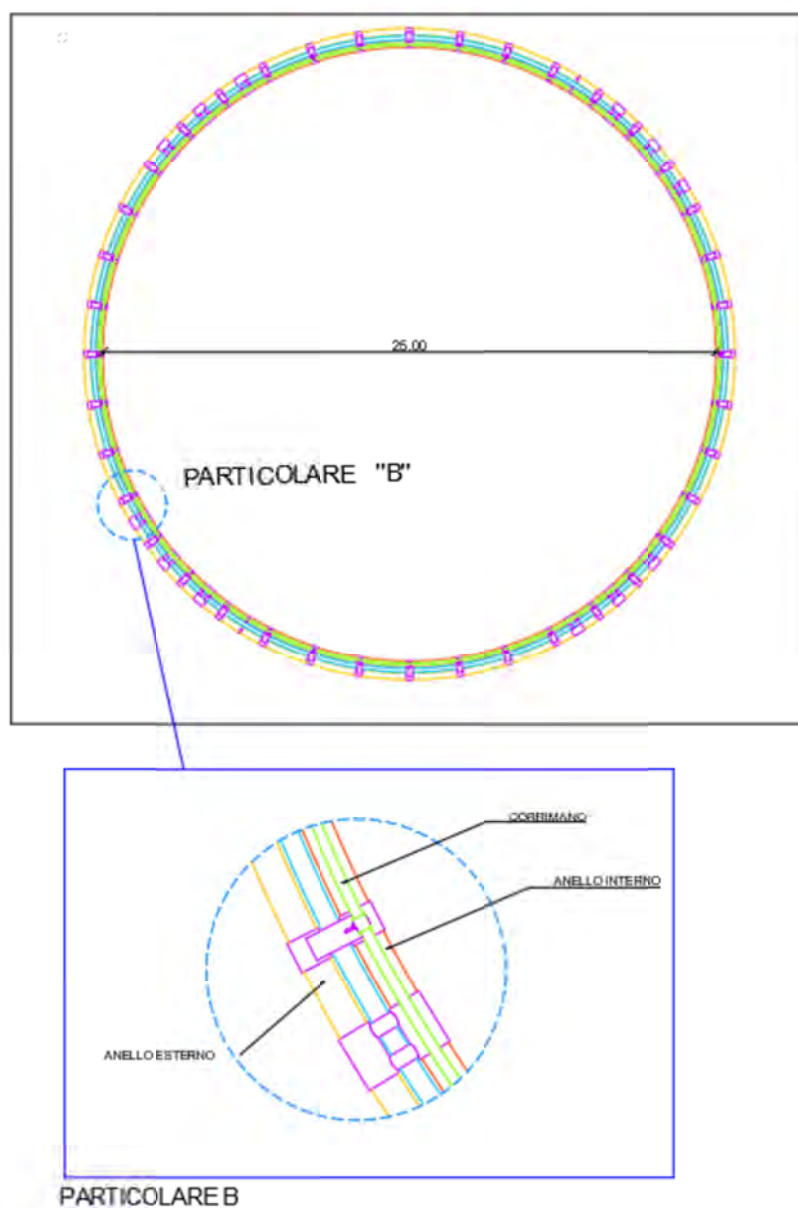 25.00
PARTICOLARE "B"
CORRIMANO
ANELLO INTERNO
ANELLO ESTERNO
PARTICOLARE B